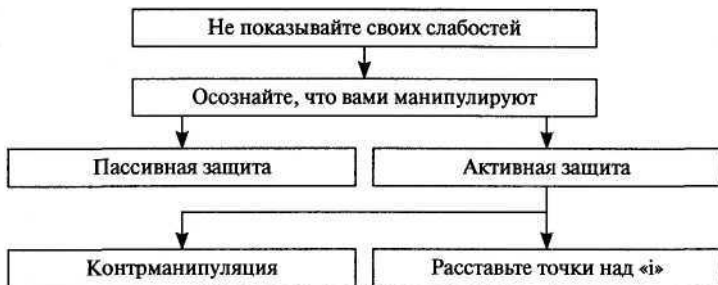 Не показывайте своих слабостей
Осознайте, что вами манипулируют
Пассивная защита
Активная защита
Контрманипуляция
Расставьте точки над «i»